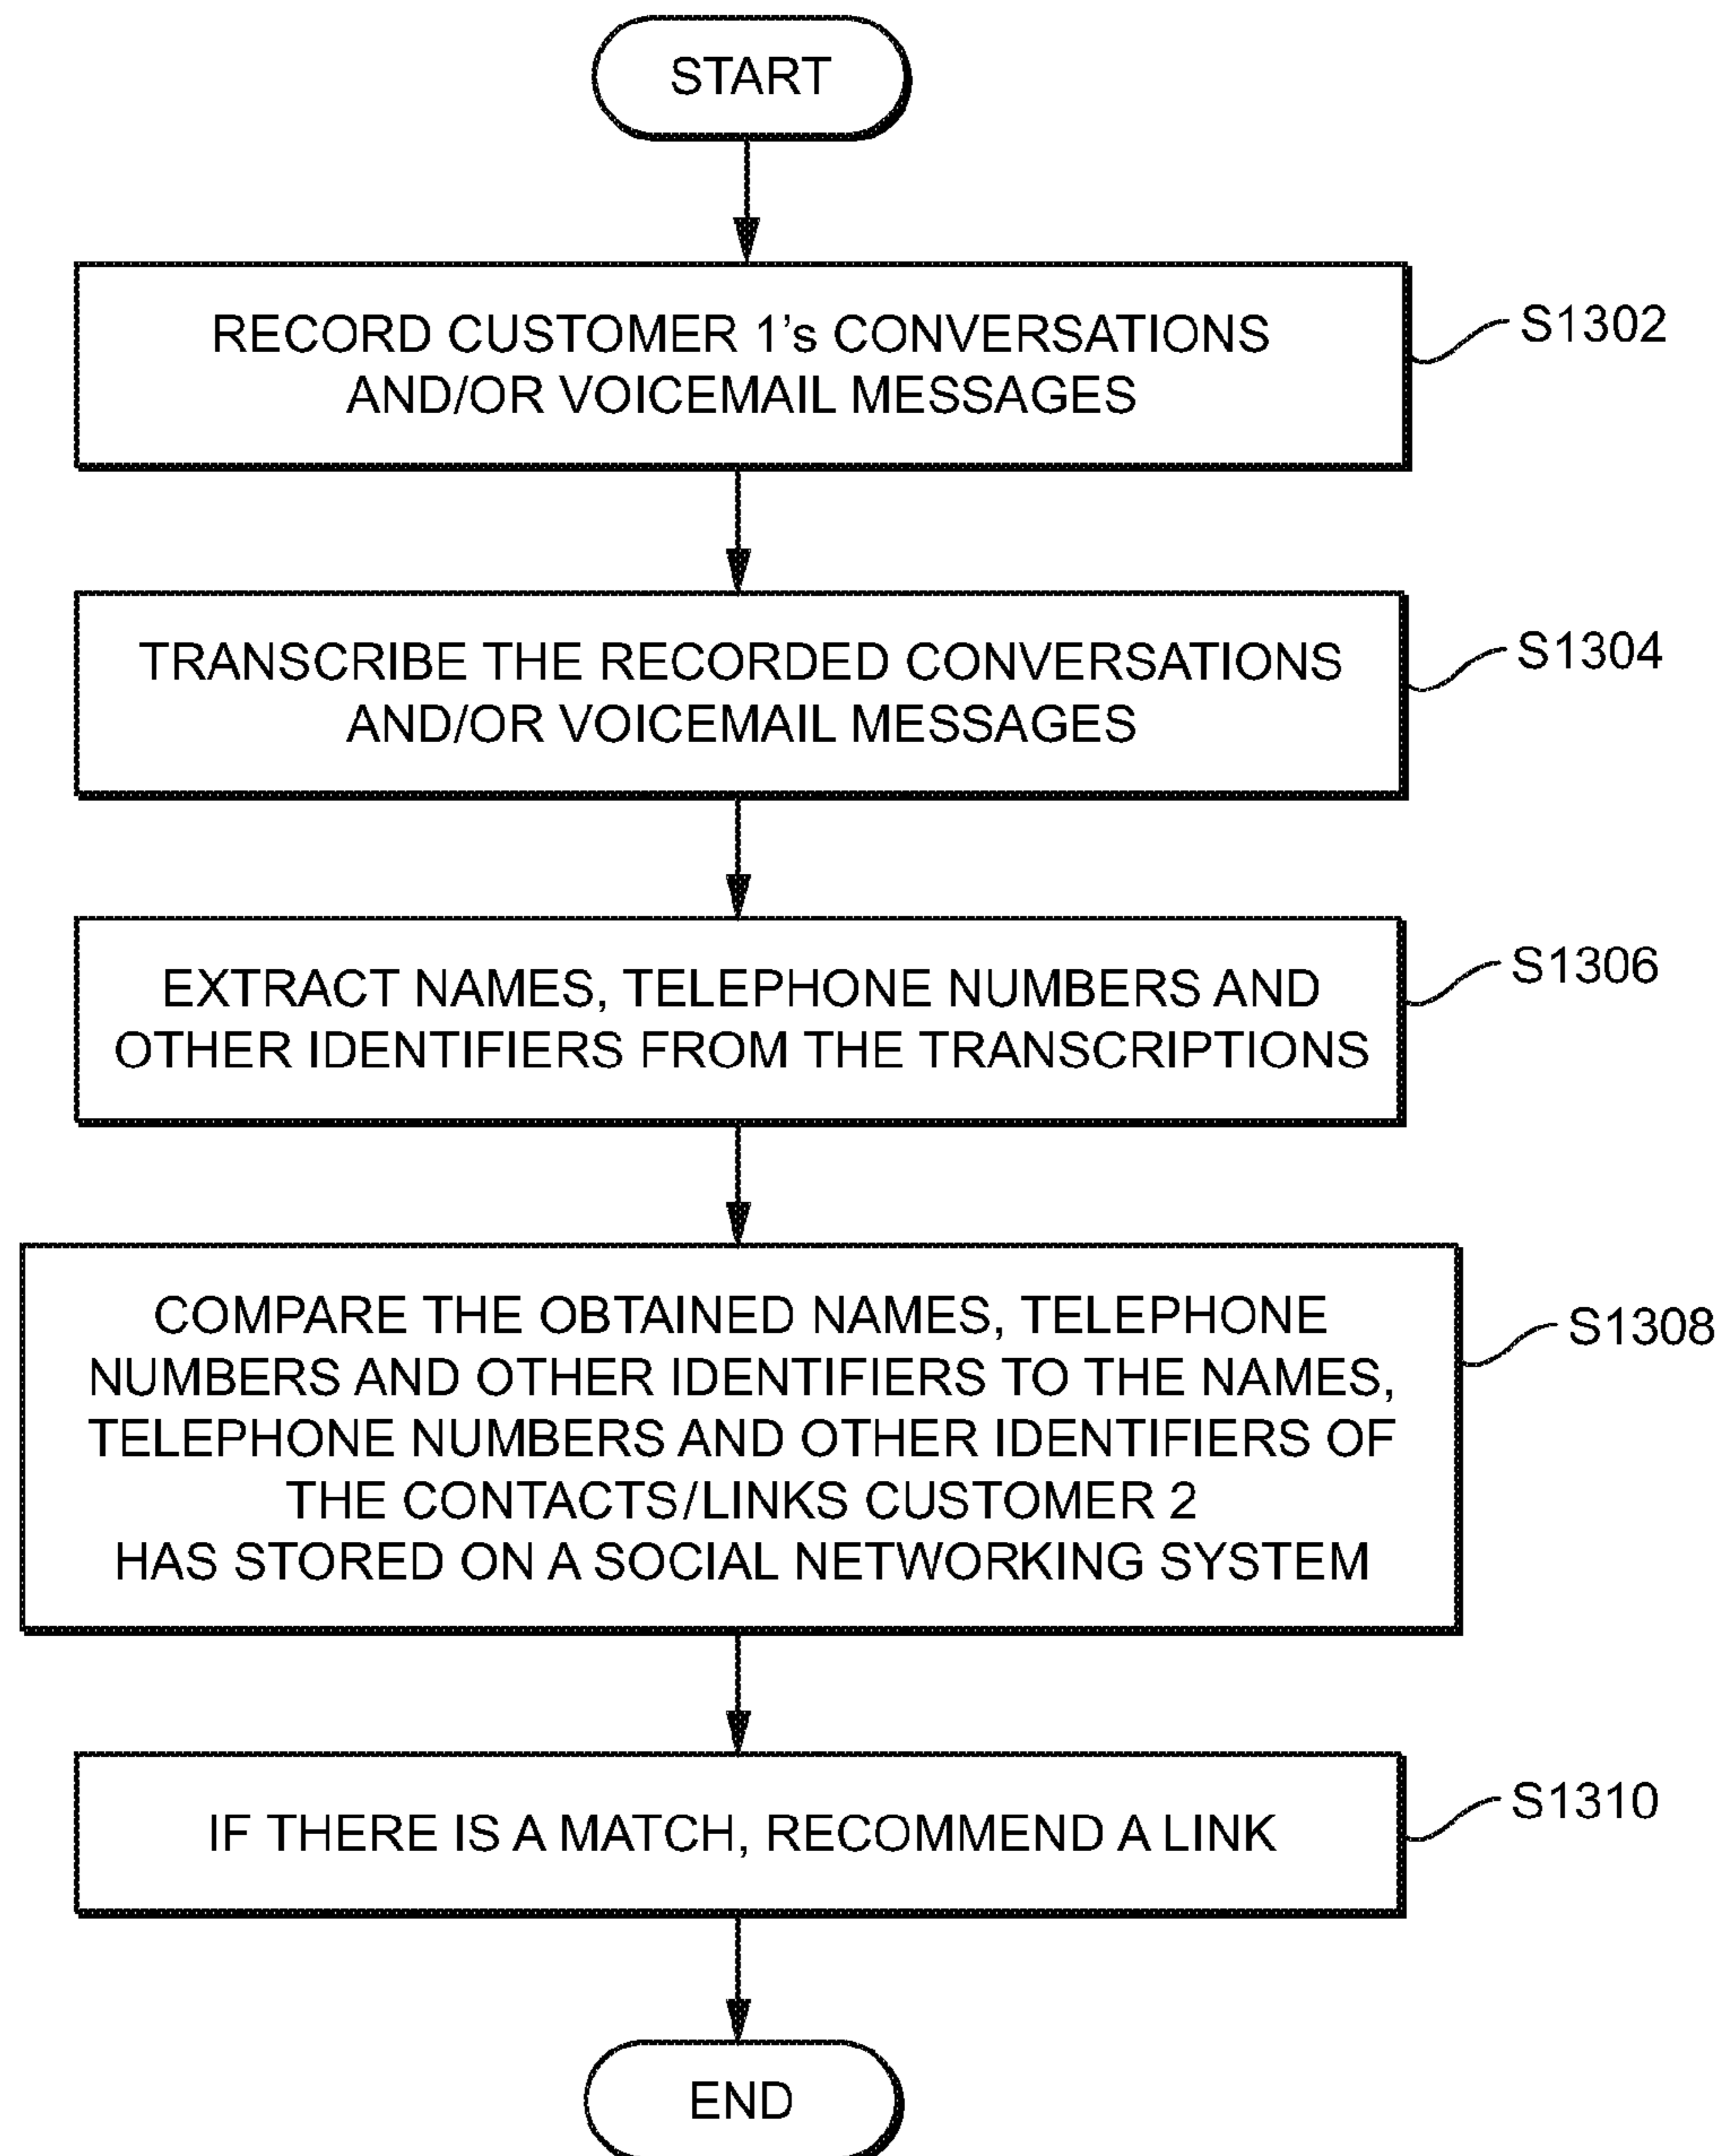 START
RECORD CUSTOMER 1's CONVERSATIONS
AND/OR VOICEMAIL MESSAGES
S1302
TRANSCRIBE THE RECORDED CONVERSATIONS
AND/OR VOICEMAIL MESSAGES
S1304
EXTRACT NAMES, TELEPHONE NUMBERS AND
OTHER IDENTIFIERS FROM THE TRANSCRIPTIONS
S1306
COMPARE THE OBTAINED NAMES, TELEPHONE
NUMBERS AND OTHER IDENTIFIERS TO THE NAMES,
TELEPHONE NUMBERS AND OTHER IDENTIFIERS OF
THE CONTACTS/LINKS CUSTOMER 2
HAS STORED ON A SOCIAL NETWORKING SYSTEM
S1308
IF THERE IS A MATCH, RECOMMEND A LINK
S1310
END